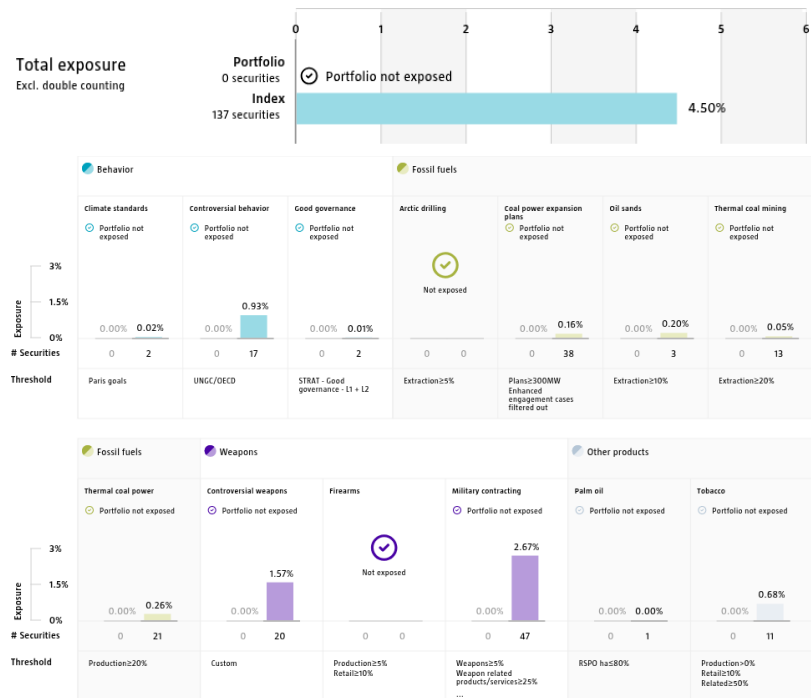 0 1 2 3 4 5 6
Total exposure
Excl. double counting
Portfolio
0 securities
Portfolio not exposed
Index
137 securities
4.50%
Behavior
Fossil fuels
Climate standards
Portfolio not
exposed
Controversial behavior
Portfolio not
exposed
Good governance
Portfolio not
exposed
Arctic drilling
Not exposed
Coal power expansion
plans
Portfolio not
exposed
Oil sands
Portfolio not
exposed
Thermal coal mining
Portfolio not
exposed
Exposure
3%
1.5%
0%
0.00% 0.02%
0.00% 0.93%
0.00% 0.01%
0.00% 0.16%
0.00% 0.20%
0.00% 0.05%
# Securities 0 2 0 17 0 2 0 0 0 38 0 3 0 13
Threshold
Paris goals
UNGC/OECD
STRAT - Good
governance - L1 + L2
Extraction≥5%
Plans≥300MW
Enhanced
engagement cases
filtered out
Extraction≥10%
Extraction≥20%
Fossil fuels
Weapons
Other products
Thermal coal power
Portfolio not exposed
Controversial weapons
Portfolio not exposed
Firearms
Not exposed
Military contracting
Portfolio not exposed
Palm oil
Portfolio not exposed
Tobacco
Portfolio not exposed
Exposure
3%
1.5%
0%
0.00% 0.26%
0.00% 1.57%
0.00% 2.67%
0.00% 0.00%
0.00% 0.68%
# Securities 0 21 0 20 0 0 0 47 0 1 0 11
Threshold
Production≥20%
Custom
Production≥5%
Retail≥10%
Weapons≥5%
Weapon related
products/services≥25%
...
RSPO ha≤80%
Production>0%
Retail≥10%
Related≥50%